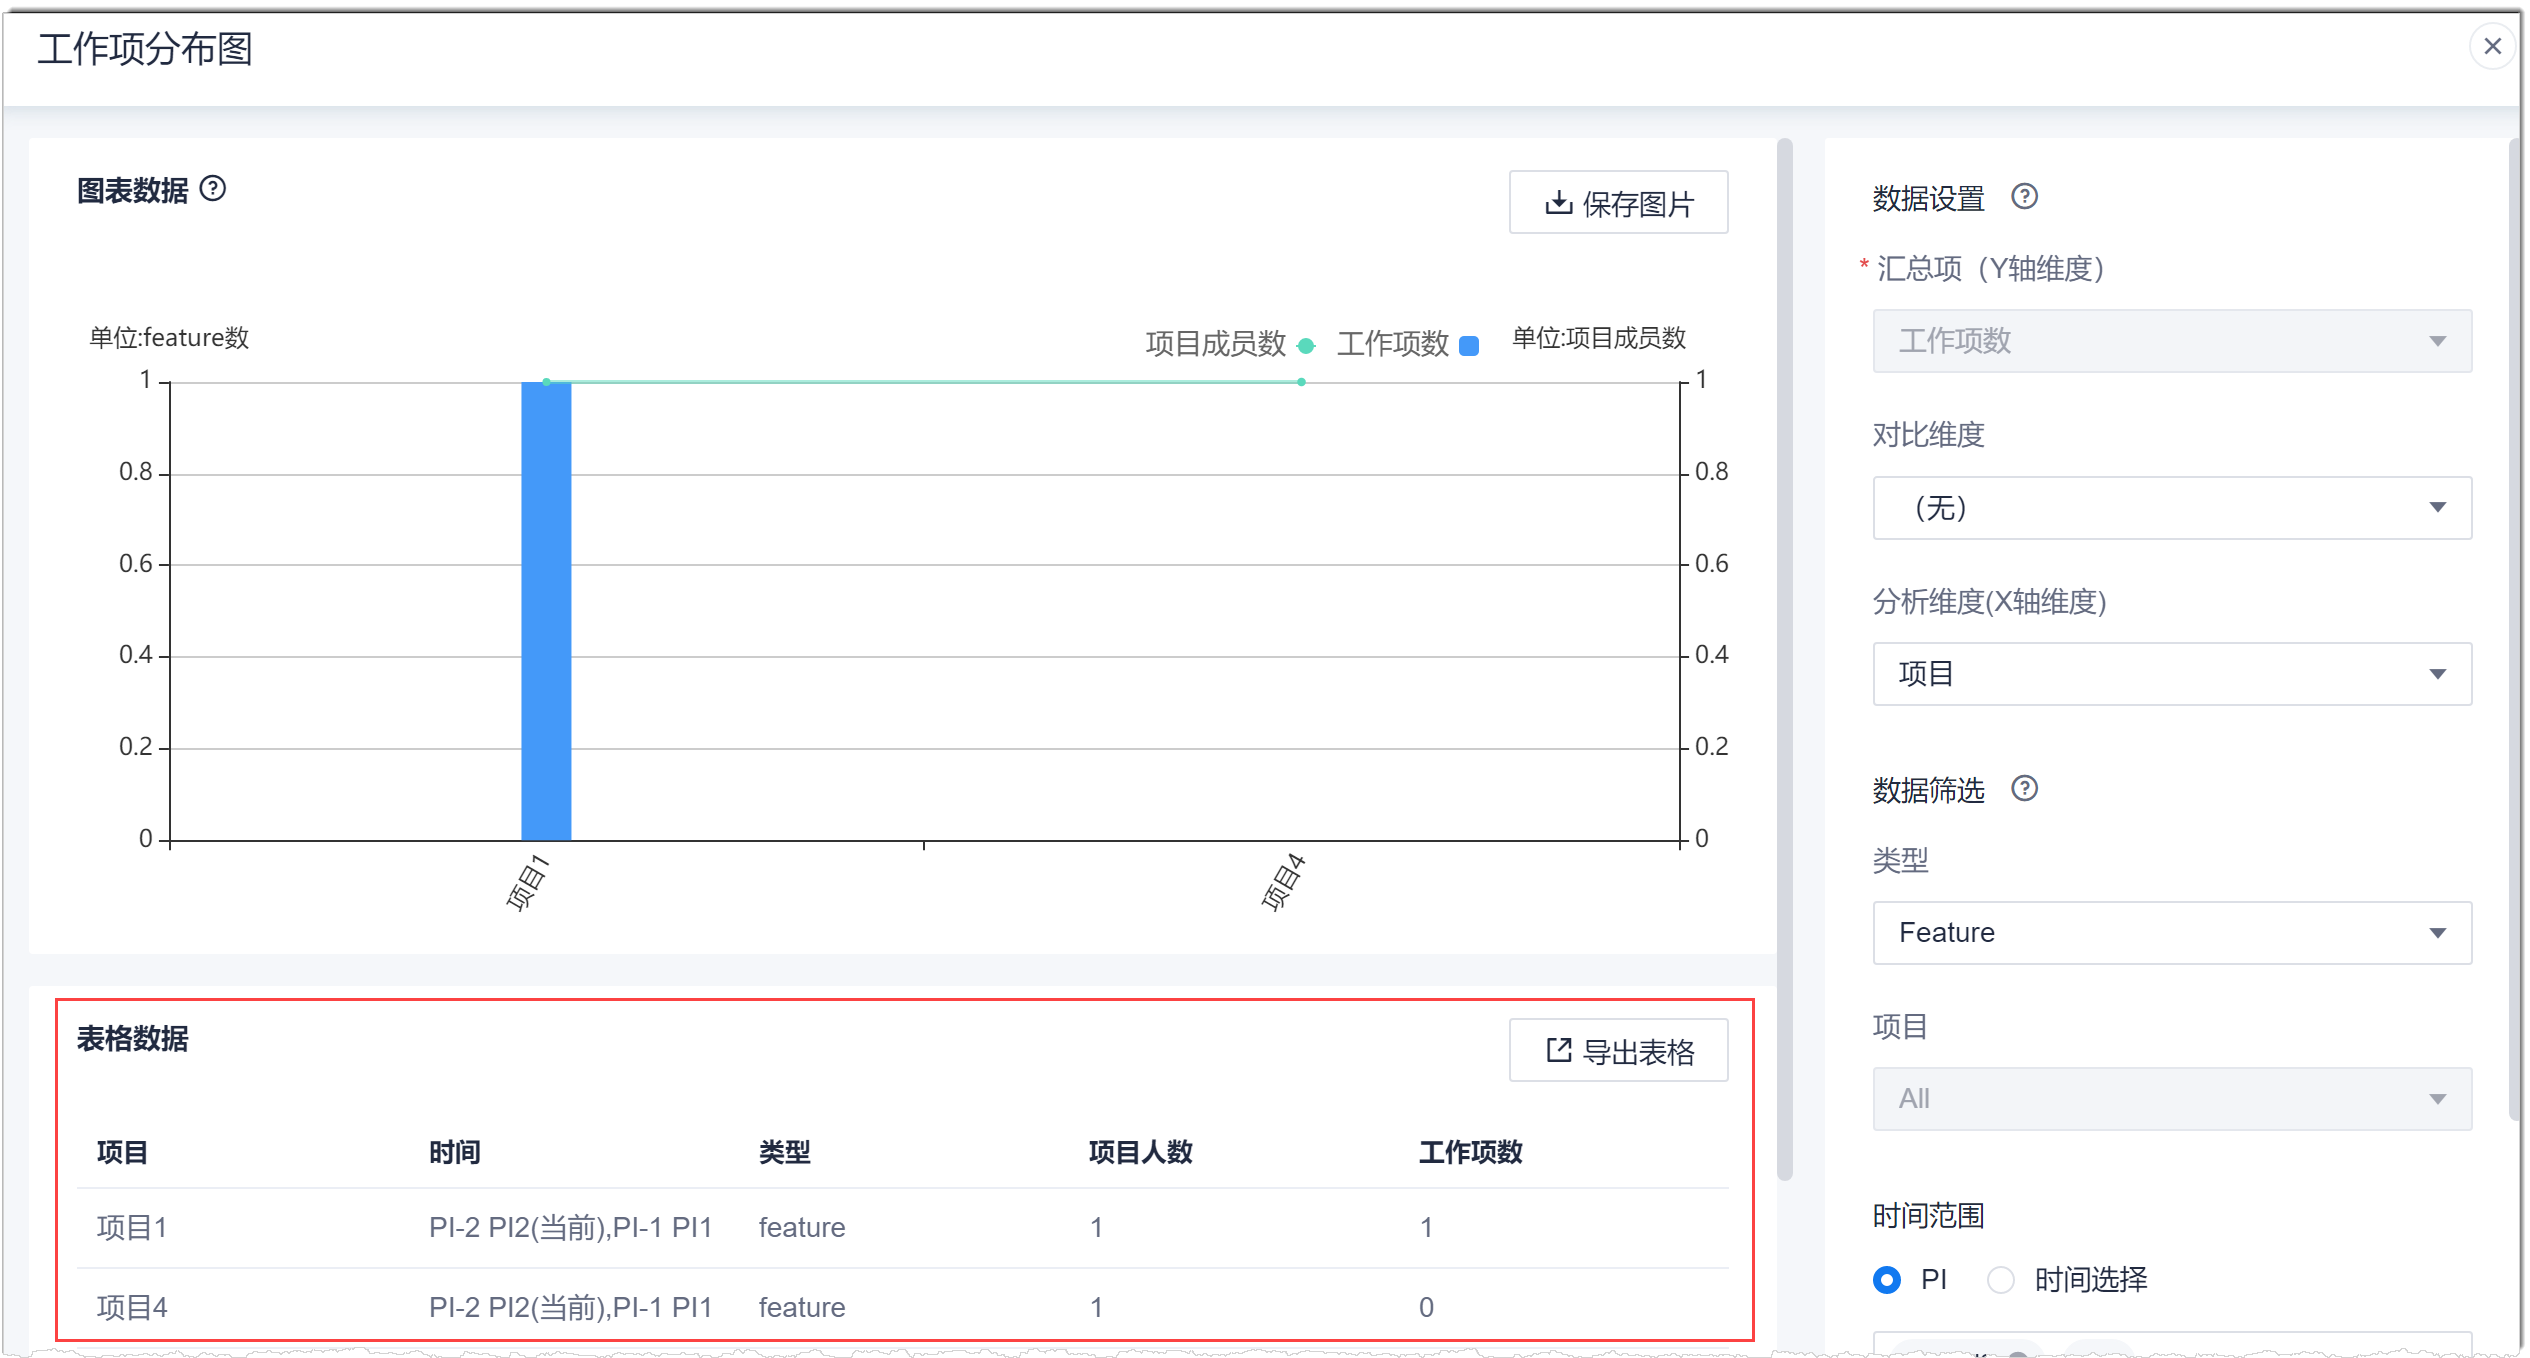 工作项分布图
图表数据
保存图片
单位:feature数
项目成员数 工作项数 单位:项目成员数
1 1
0.8 0.8
0.6 0.6
0.4 0.4
0.2 0.2
0 0
项目1 项目4
表格数据
导出表格
项目 时间 类型 项目人数 工作项数
项目1 PI-2 PI2(当前),PI-1 PI1 feature 1 1
项目4 PI-2 PI2(当前),PI-1 PI1 feature 1 0
数据设置
* 汇总项（Y轴维度）
工作项数
对比维度
（无）
分析维度(X轴维度)
项目
数据筛选
类型
Feature
项目
All
时间范围
PI 时间选择